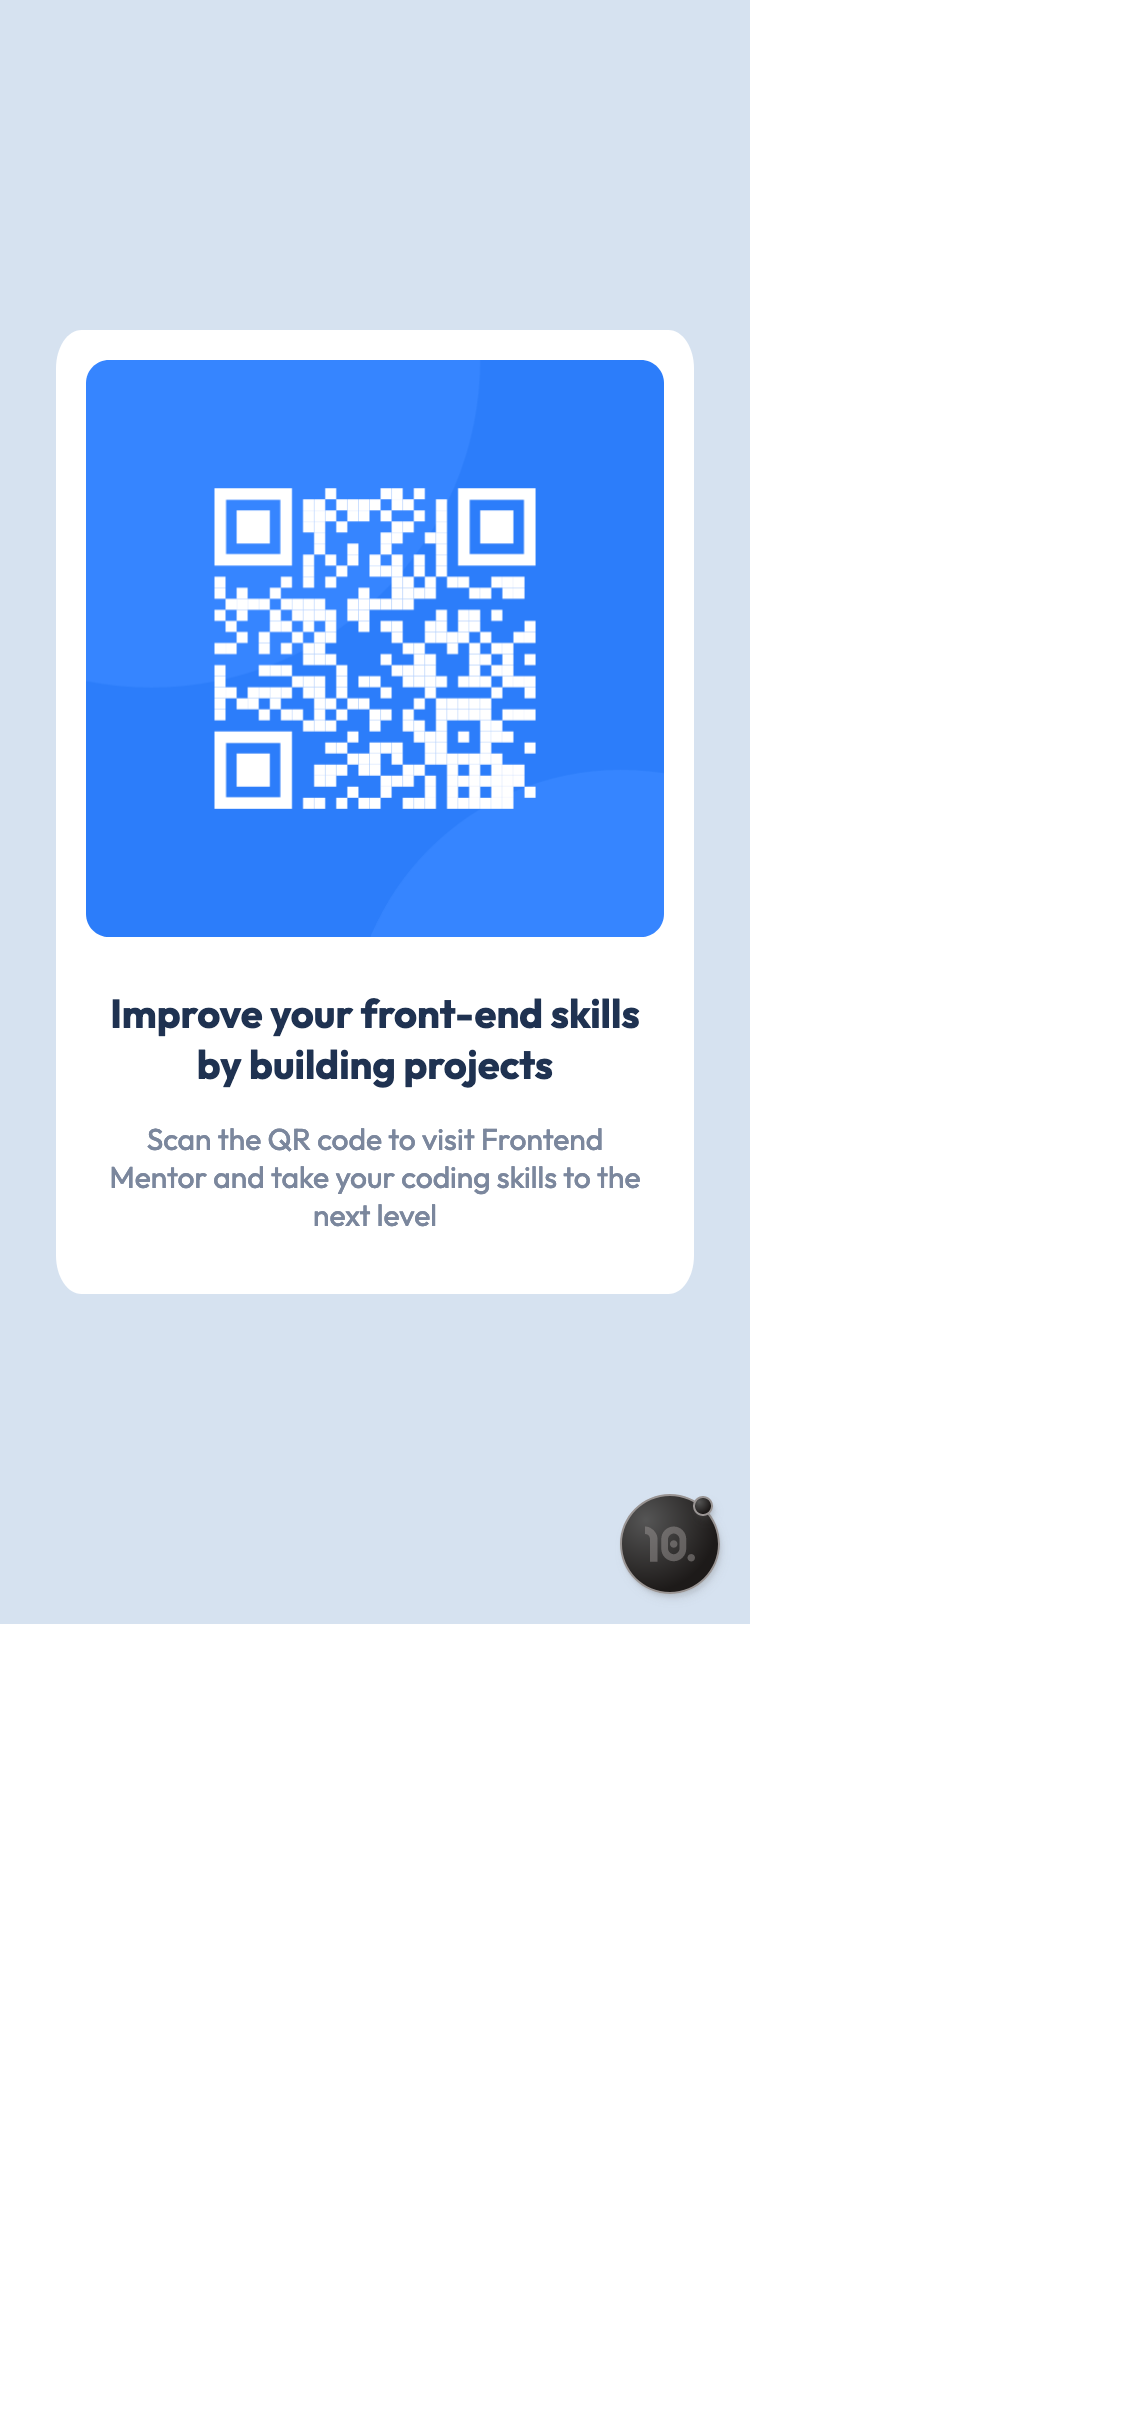 Improve your front-end skills
by building projects
Scan the QR code to visit Frontend
Mentor and take your coding skills to the
next level
10.